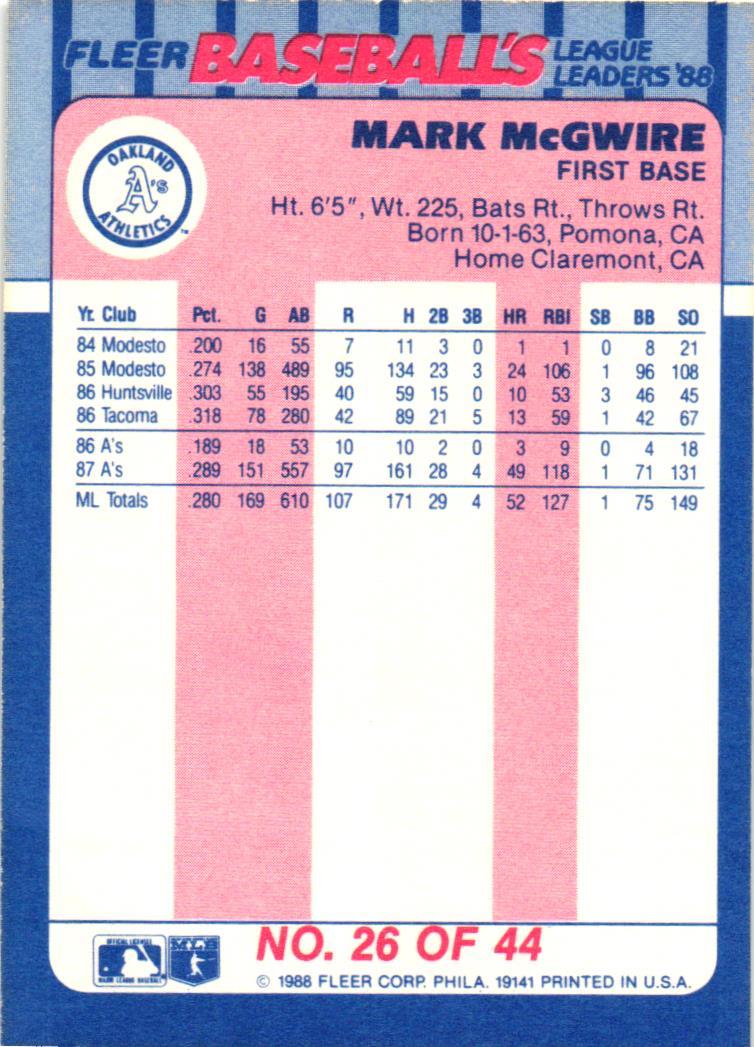 FLEER BASEBALL'S LEAGUE LEADERS '88
OAKLAND A's ATHLETICS
MARK McGWIRE
FIRST BASE
Ht. 6'5", Wt. 225, Bats Rt., Throws Rt.
Born 10-1-63, Pomona, CA
Home Claremont, CA
Yr. Club Pct. G AB R H 2B 3B HR RBI SB BB SO
84 Modesto .200 16 55 7 11 3 0 1 1 0 8 21
85 Modesto .274 138 489 95 134 23 3 24 106 1 96 108
86 Huntsville .303 55 195 40 59 15 0 10 53 3 46 45
86 Tacoma .318 78 280 42 89 21 5 13 59 1 42 67
86 A's .189 18 53 10 10 2 0 3 9 0 4 18
87 A's .289 151 557 97 161 28 4 49 118 1 71 131
ML Totals .280 169 610 107 171 29 4 52 127 1 75 149
OFFICIAL LICENSEE
MAJOR LEAGUE BASEBALL
MLB
NO. 26 OF 44
© 1988 FLEER CORP. PHILA. 19141 PRINTED IN U.S.A.